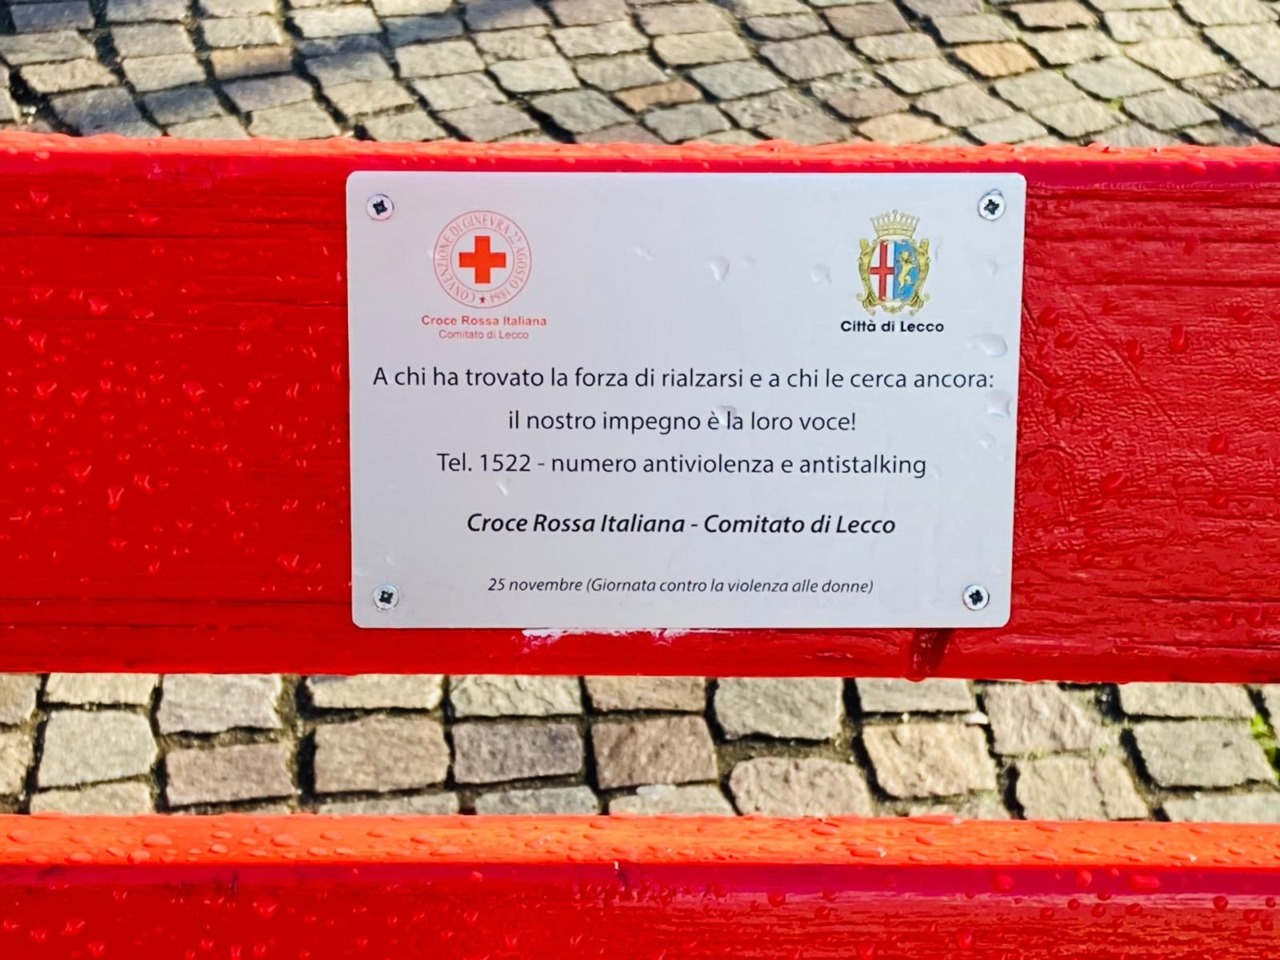 CONVENZIONE DI GINEVRA 22 AGOSTO 1864
Croce Rossa Italiana
Comitato di Lecco
Città di Lecco
A chi ha trovato la forza di rialzarsi e a chi le cerca ancora:
il nostro impegno è la loro voce!
Tel. 1522 - numero antiviolenza e antistalking
Croce Rossa Italiana - Comitato di Lecco
25 novembre (Giornata contro la violenza alle donne)